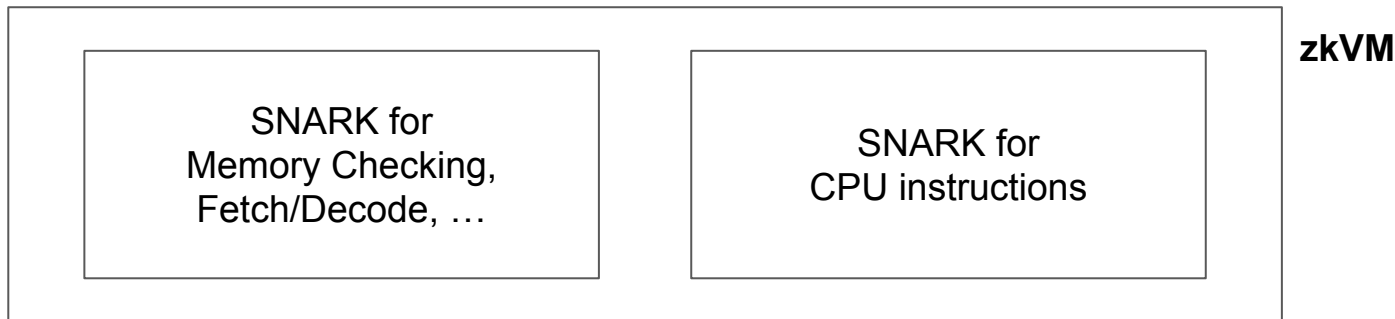 zkVM
SNARK for
Memory Checking,
Fetch/Decode, …
SNARK for
CPU instructions